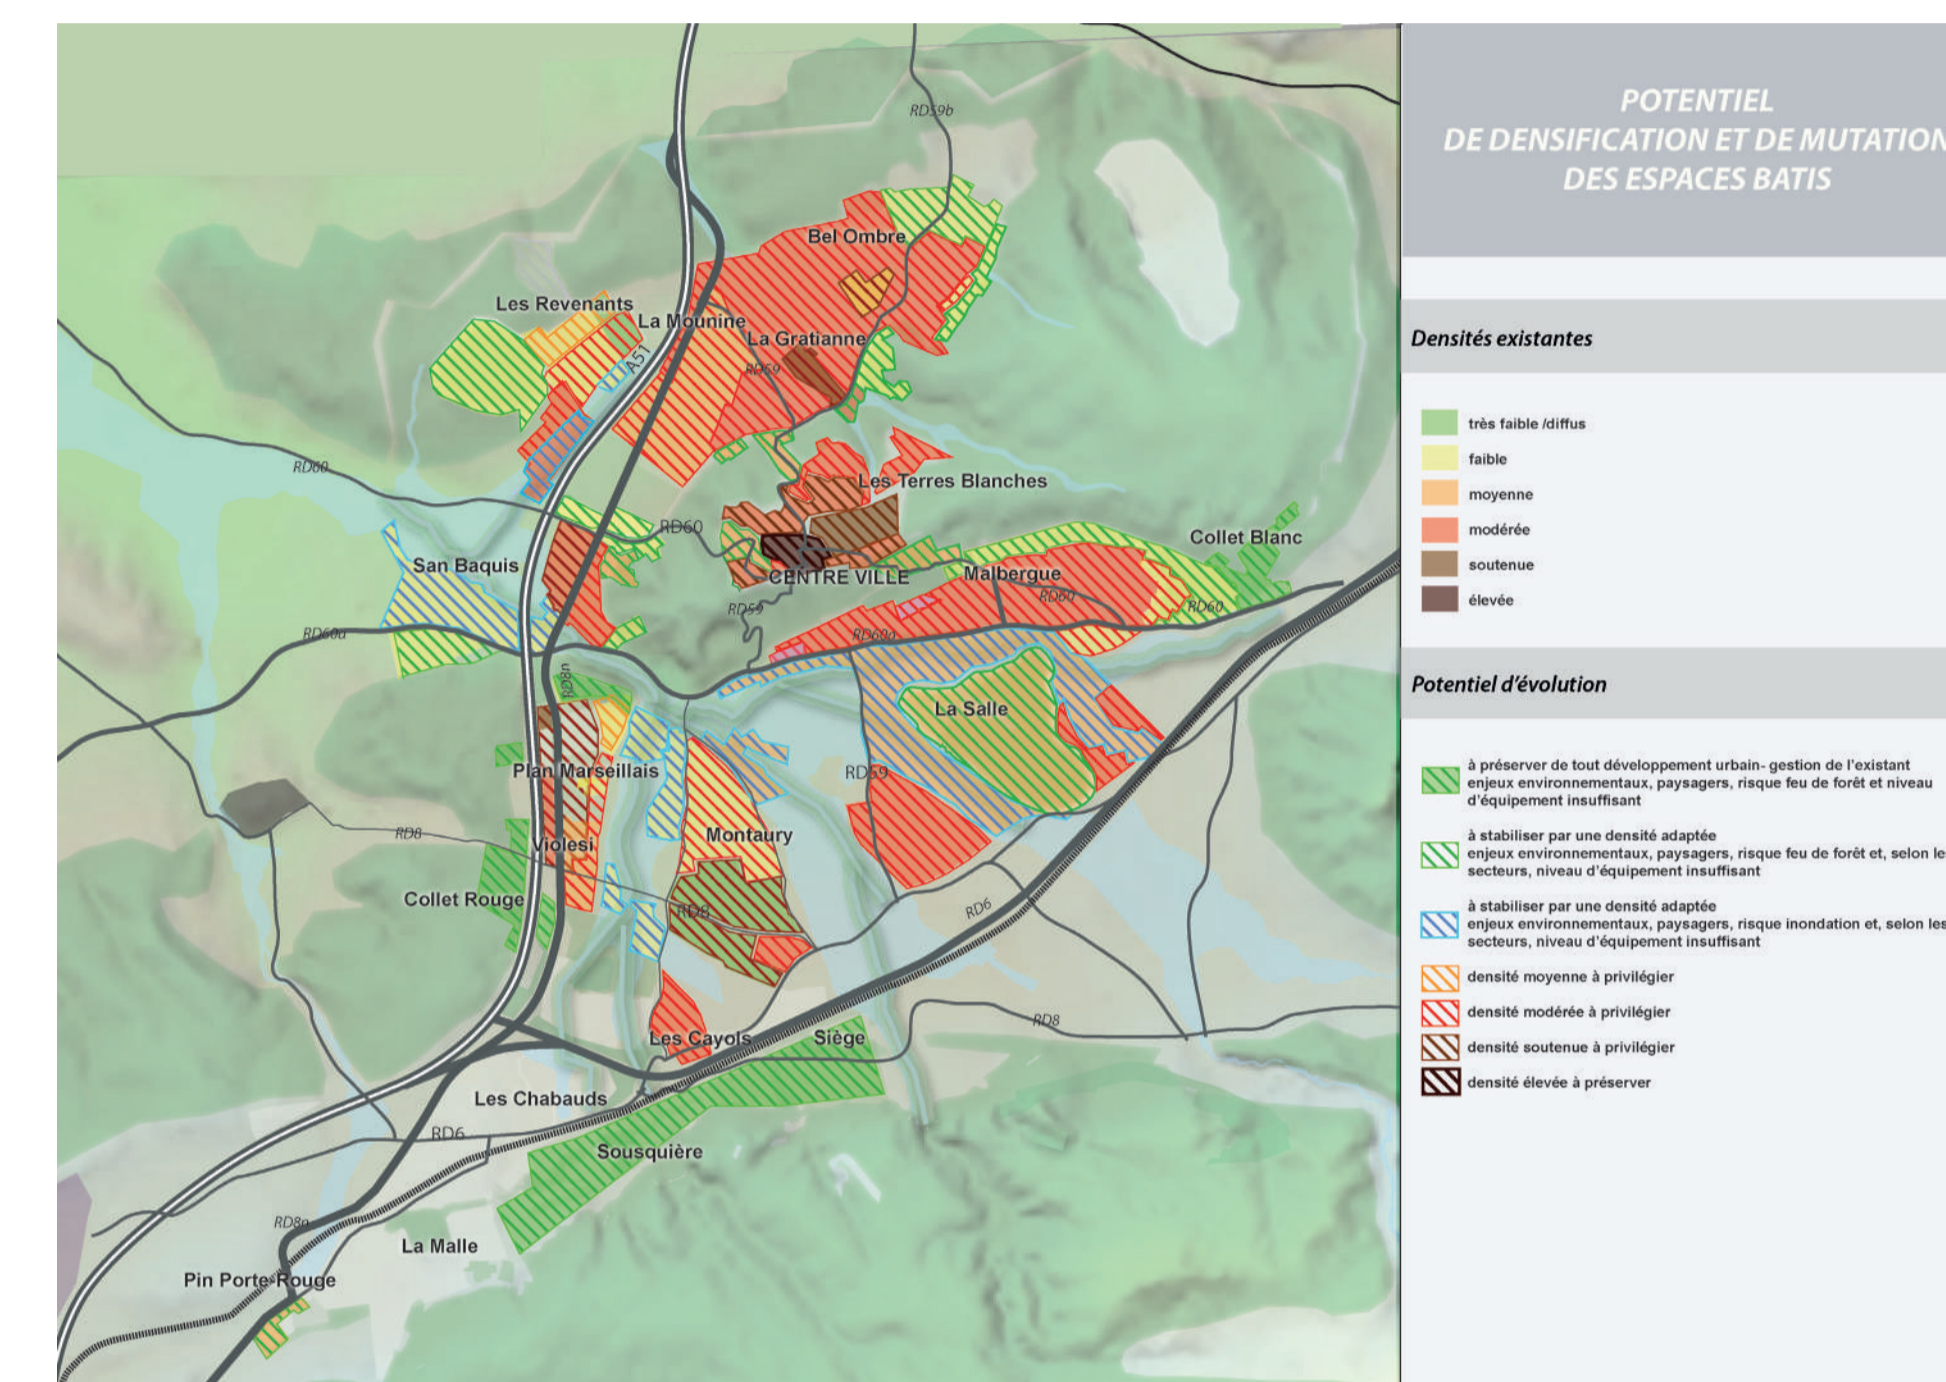 POTENTIEL
DE DENSIFICATION ET DE MUTATION
DES ESPACES BATIS
Densités existantes
très faible /diffus
faible
moyenne
modérée
soutenue
élevée
Potentiel d'évolution
à préserver de tout développement urbain- gestion de l'existant
enjeux environnementaux, paysagers, risque feu de forêt et niveau
d'équipement insuffisant
à stabiliser par une densité adaptée
enjeux environnementaux, paysagers, risque feu de forêt et, selon le
secteurs, niveau d'équipement insuffisant
à stabiliser par une densité adaptée
enjeux environnementaux, paysagers, risque inondation et, selon les
secteurs, niveau d'équipement insuffisant
densité moyenne à privilégier
densité modérée à privilégier
densité soutenue à privilégier
densité élevée à préserver
RD59b
Bel Ombre
Les Revenants
La Mounine
La Gratianne
A51
RD59
RD60
Les Terres Blanches
RD60
Collet Blanc
San Baquis
CENTRE VILLE
Malbergue
RD60
RD60
RD59
RD60a
RD60a
RD8n
La Salle
Plan Marseillais
RD59
RD8
Violesi
Montaury
Collet Rouge
RD8
RD6
Les Cayols
Siège
RD8
Les Chabauds
RD6
Sousquière
RD8n
La Malle
Pin Porte-Rouge